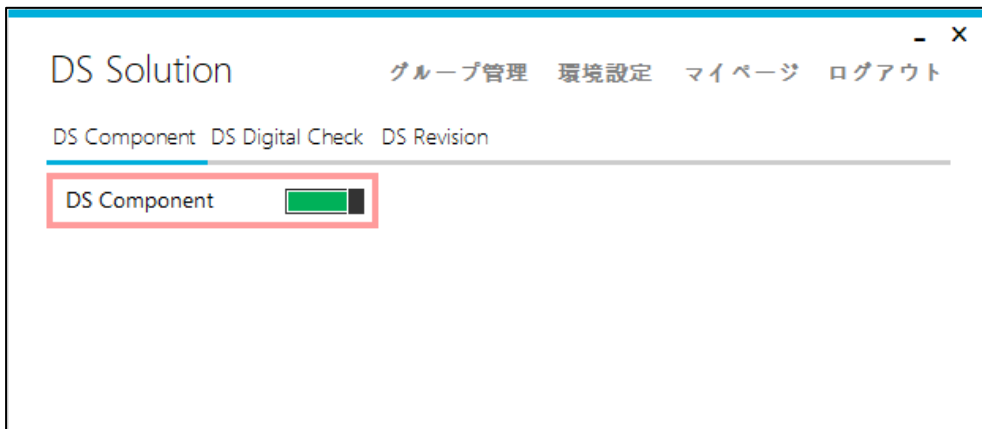 DS Solution グループ管理 環境設定 マイページ ログアウト
DS Component DS Digital Check DS Revision
DS Component